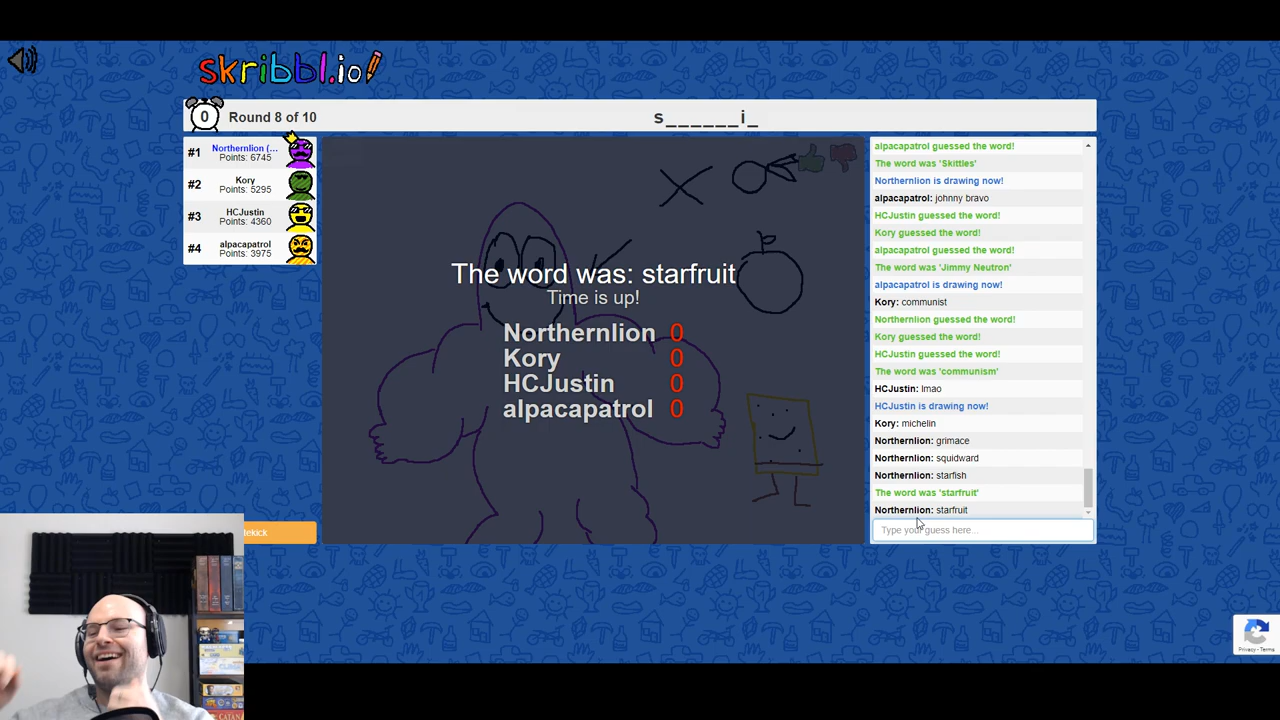 skribbl.io
0
Round 8 of 10
s______i_
#1
Northernlion (...
Points: 6745
#2
Kory
Points: 5295
#3
HCJustin
Points: 4360
#4
alpacapatrol
Points: 3975
The word was: starfruit
Time is up!
Northernlion 0
Kory 0
HCJustin 0
alpacapatrol 0
alpacapatrol guessed the word!
The word was 'Skittles'
Northernlion is drawing now!
alpacapatrol: johnny bravo
HCJustin guessed the word!
Kory guessed the word!
alpacapatrol guessed the word!
The word was 'Jimmy Neutron'
alpacapatrol is drawing now!
Kory: communist
Northernlion guessed the word!
Kory guessed the word!
HCJustin guessed the word!
The word was 'communism'
HCJustin: lmao
HCJustin is drawing now!
Kory: michelin
Northernlion: grimace
Northernlion: squidward
Northernlion: starfish
The word was 'starfruit'
Northernlion: starfruit
Type your guess here...
Privacy - Terms
CATAN